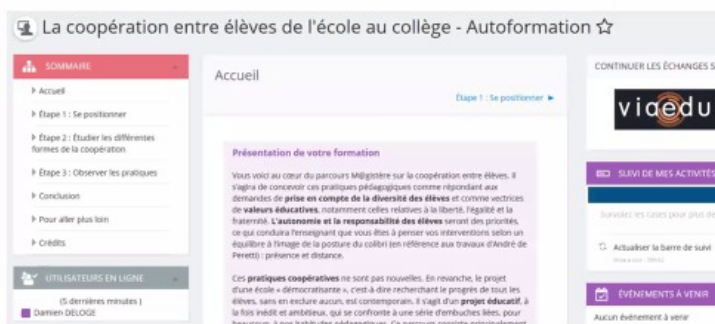 La coopération entre élèves de l'école au collège - Autoformation
SOMMAIRE
Accueil
Étape 1 : Se positionner
Étape 2 : Étudier les différentes
formes de la coopération
Étape 3 : Observer les pratiques
Conclusion
Pour aller plus loin
Crédits
UTILISATEURS EN LIGNE
(5 dernières minutes )
Damien DELOGE
Accueil
Étape 1 : Se positionner
Présentation de votre formation
Vous voici au cœur du parcours M@gistère sur la coopération entre élèves. Il
s'agira de concevoir ces pratiques pédagogiques comme répondant aux
demandes de prise en compte de la diversité des élèves et comme vectrices
de valeurs éducatives, notamment celles relatives à la liberté, l'égalité et la
fraternité. L'autonomie et la responsabilité des élèves seront des priorités,
ce qui conduira l'enseignant que vous êtes à penser vos interventions selon un
équilibre à l'image de la posture du colibri (en référence aux travaux d'André de
Peretti) : présence et distance.
Ces pratiques coopératives ne sont pas nouvelles. En revanche, le projet
d'une école « démocratisante », c'est-à-dire recherchant le progrès de tous les
élèves, sans en exclure aucun, est contemporain. Il s'agit d'un projet éducatif, à
la fois inédit et ambitieux, qui se confronte à une série d'embûches liées, pour
CONTINUER LES ÉCHANGES S
viaedu
SUIVI DE MES ACTIVITÉS
Survolez les cases pour plus de
Actualiser la barre de suivi
ÉVÉNEMENTS À VENIR
Aucun événement à venir